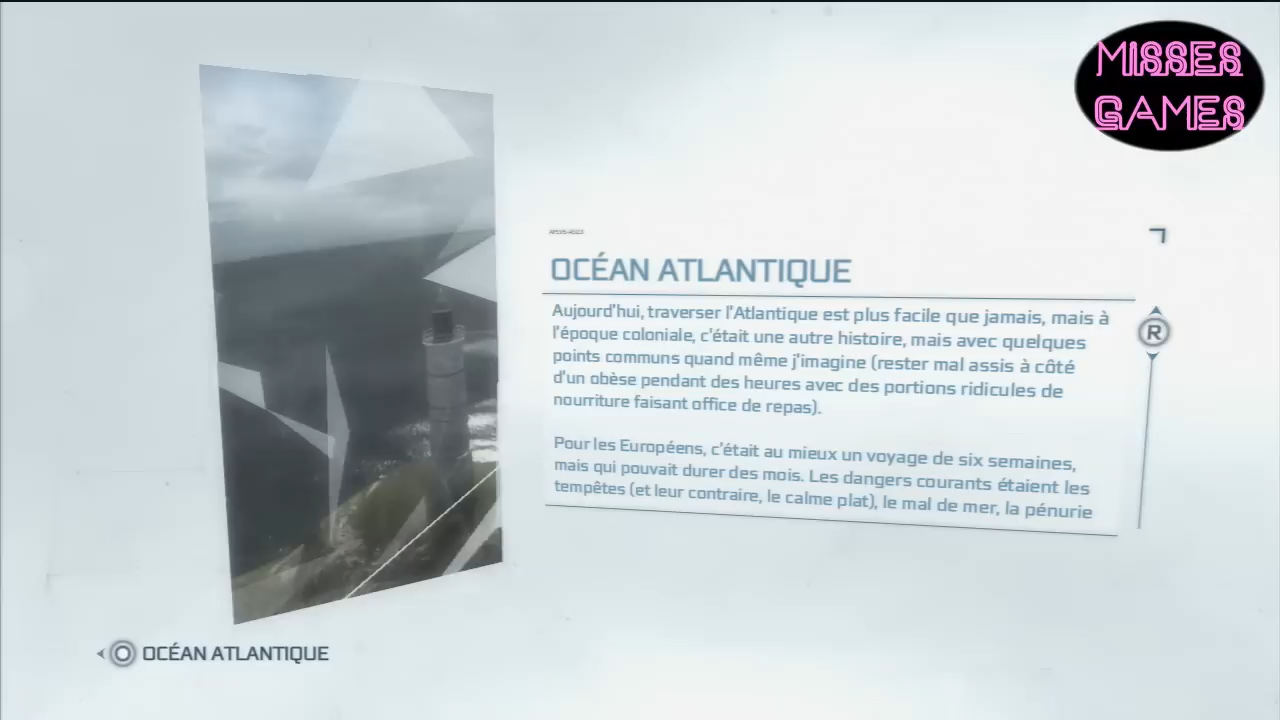 MISSES
GAMES
OCÉAN ATLANTIQUE
Aujourd'hui, traverser l'Atlantique est plus facile que jamais, mais à
l'époque coloniale, c'était une autre histoire, mais avec quelques
points communs quand même j'imagine (rester mal assis à côté
d'un obèse pendant des heures avec des portions ridicules de
nourriture faisant office de repas).
Pour les Européens, c'était au mieux un voyage de six semaines,
mais qui pouvait durer des mois. Les dangers courants étaient les
tempêtes (et leur contraire, le calme plat), le mal de mer, la pénurie
R
OCÉAN ATLANTIQUE